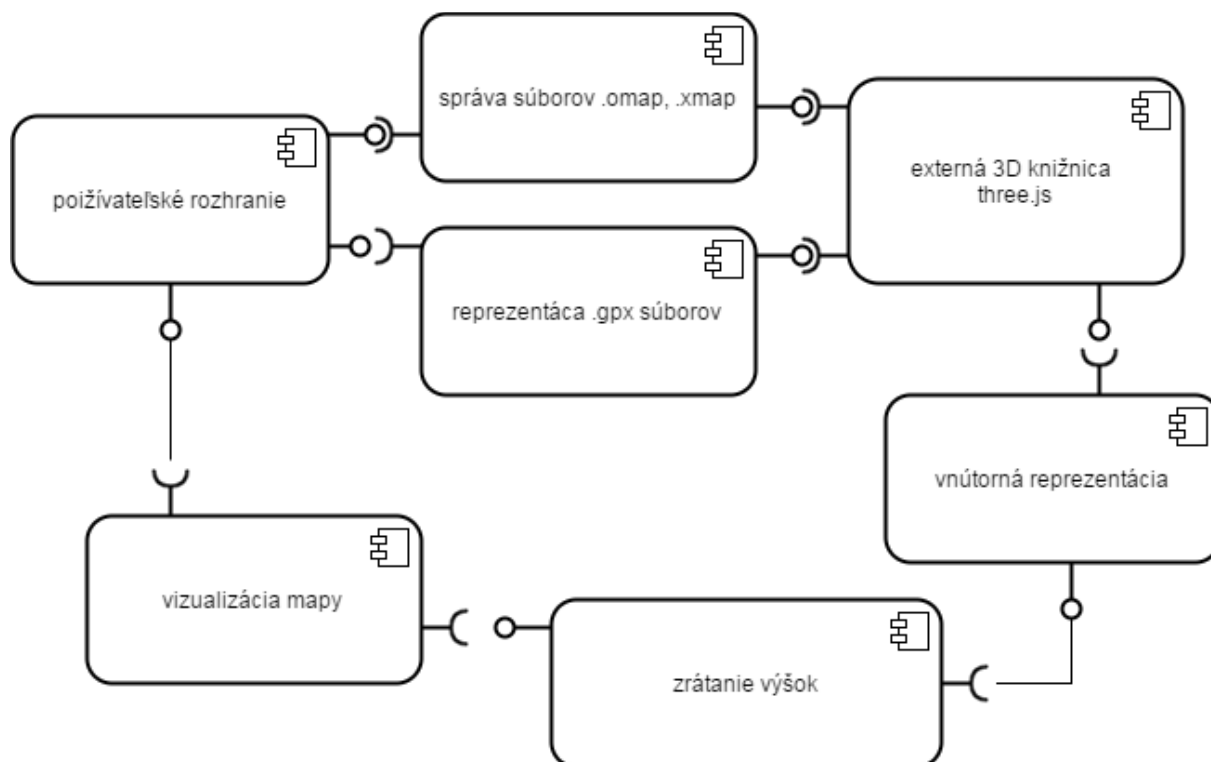 správa súborov .omap, .xmap
poižívateľské rozhranie
externá 3D knižnica
three.js
reprezentáca .gpx súborov
vnútorná reprezentácia
vizualizácia mapy
zrátanie výšok